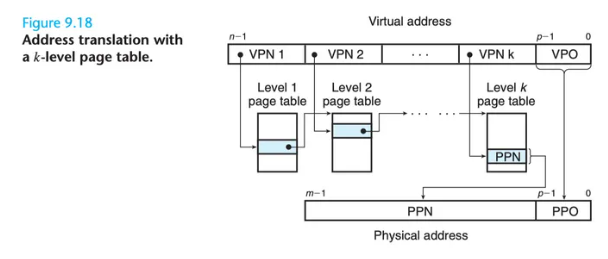 Figure 9.18
Address translation with
a k-level page table.
Virtual address
n–1 p–1 0
VPN 1 VPN 2 · · · VPN k VPO
Level 1 Level 2 Level k
page table page table page table
· · · · · ·
PPN
m–1 p–1 0
PPN PPO
Physical address